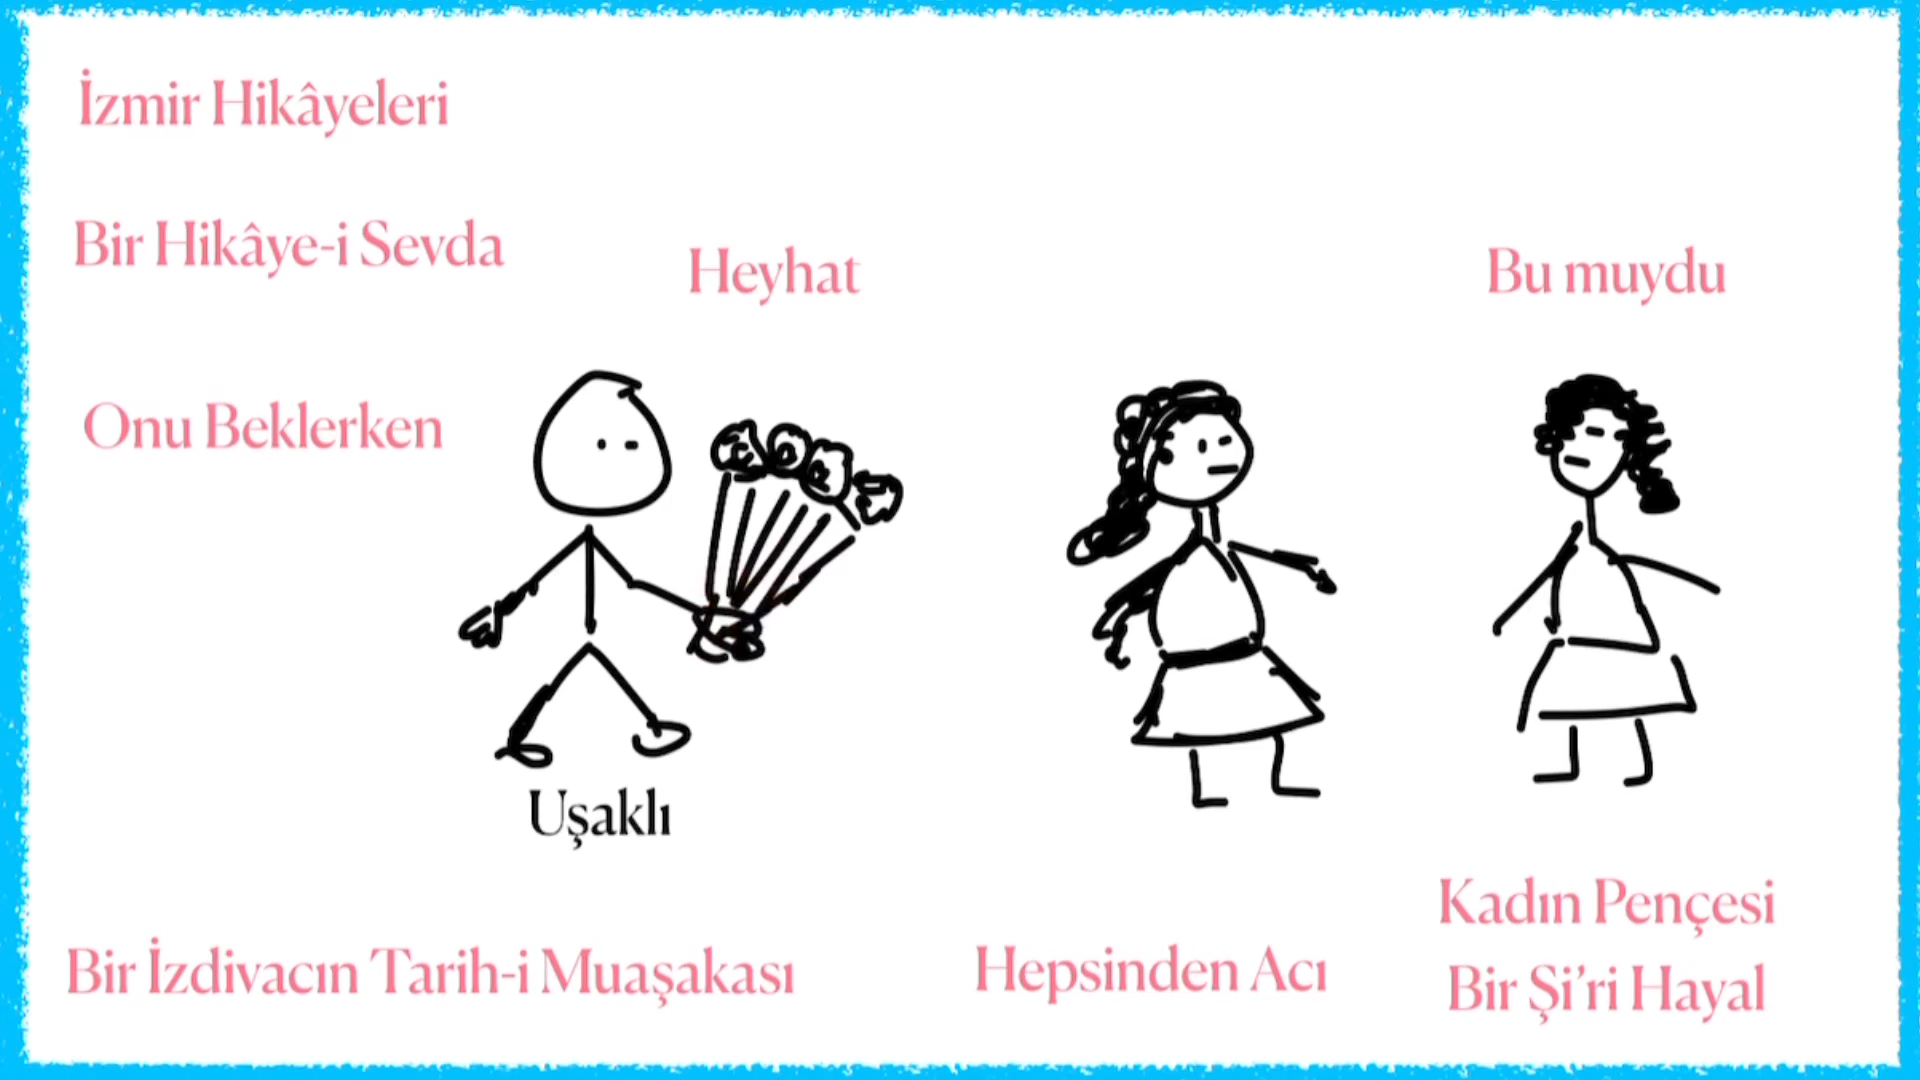 İzmir Hikâyeleri
Bir Hikâye-i Sevda
Heyhat
Bu muydu
Onu Beklerken
Uşaklı
Bir İzdivacın Tarih-i Muaşakası
Hepsinden Acı
Kadın Pençesi
Bir Şi’ri Hayal